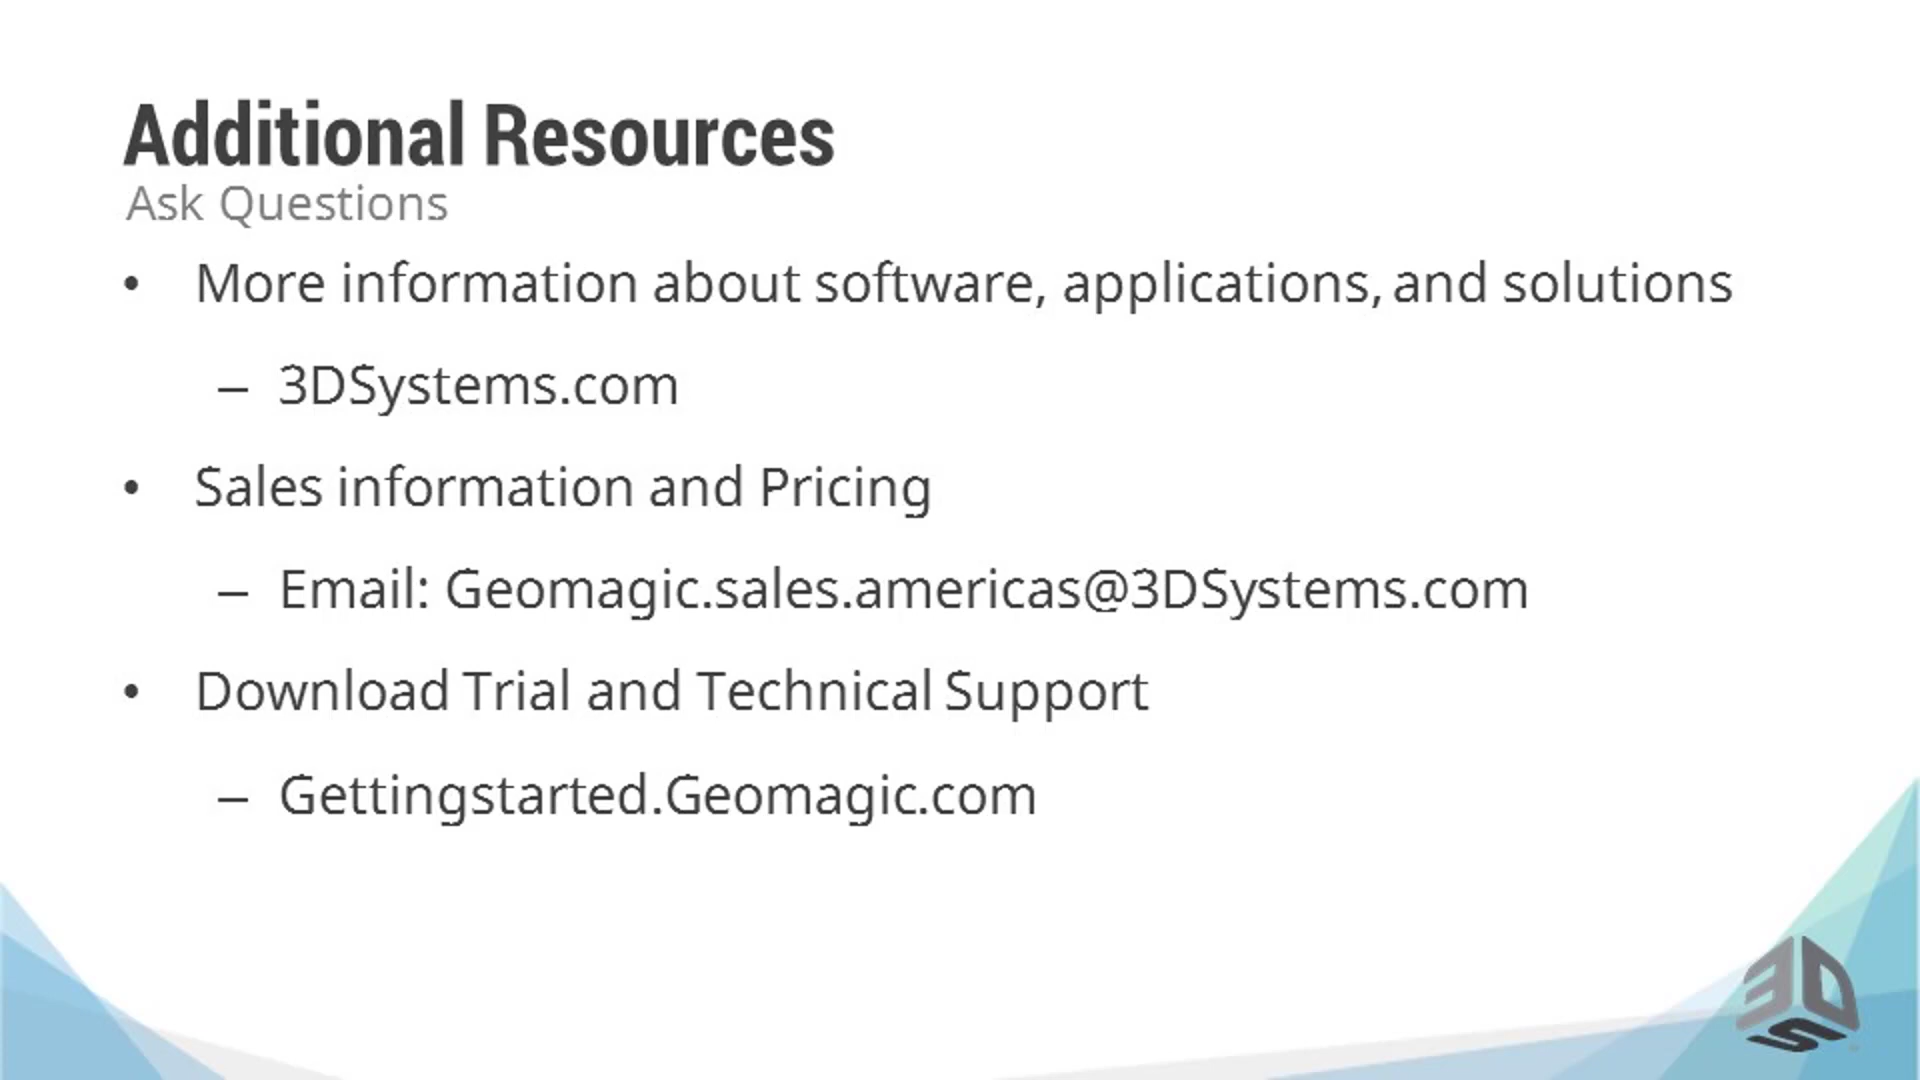 Additional Resources
Ask Questions
• More information about software, applications, and solutions
– 3DSystems.com
• Sales information and Pricing
– Email: Geomagic.sales.americas@3DSystems.com
• Download Trial and Technical Support
– Gettingstarted.Geomagic.com
3DS